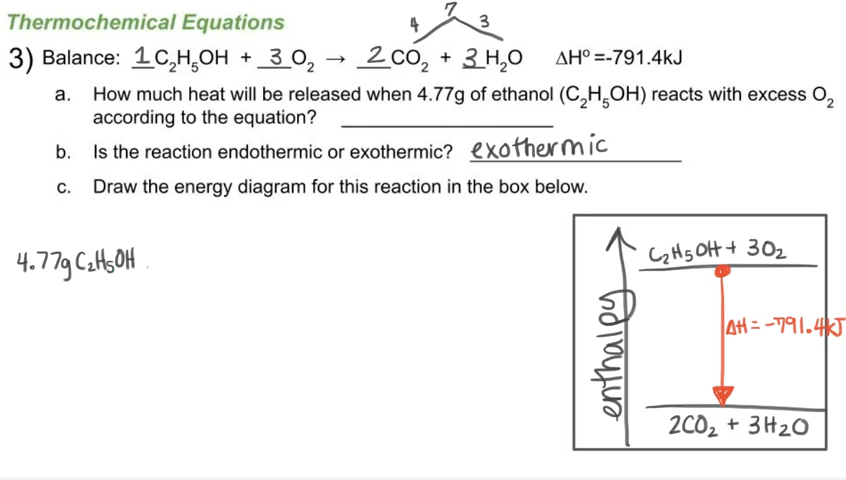 Thermochemical Equations
7
4 3
3) Balance: 1 C₂H₅OH + 3 O₂ → 2 CO₂ + 3 H₂O ΔHº =-791.4kJ
a. How much heat will be released when 4.77g of ethanol (C₂H₅OH) reacts with excess O₂
according to the equation? ____________
b. Is the reaction endothermic or exothermic? exothermic
c. Draw the energy diagram for this reaction in the box below.
4.77g C₂H₅OH
enthalpy
C₂H₅OH + 3O₂
ΔH = -791.4kJ
2CO₂ + 3H₂O